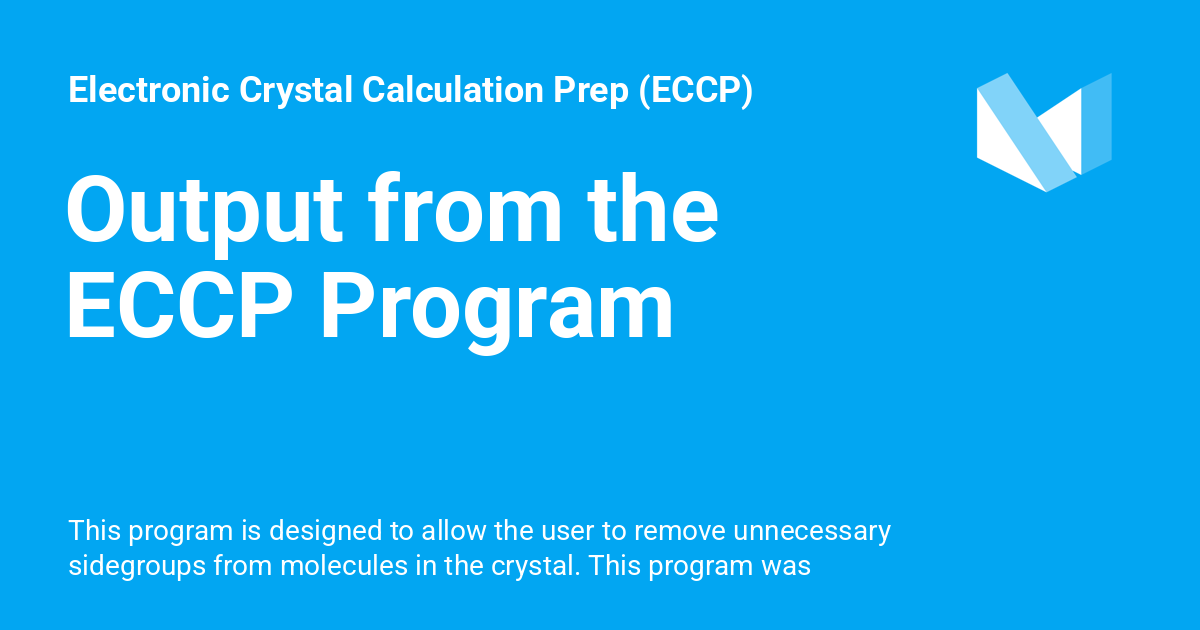 Electronic Crystal Calculation Prep (ECCP)
Output from the
ECCP Program
This program is designed to allow the user to remove unnecessary
sidegroups from molecules in the crystal. This program was